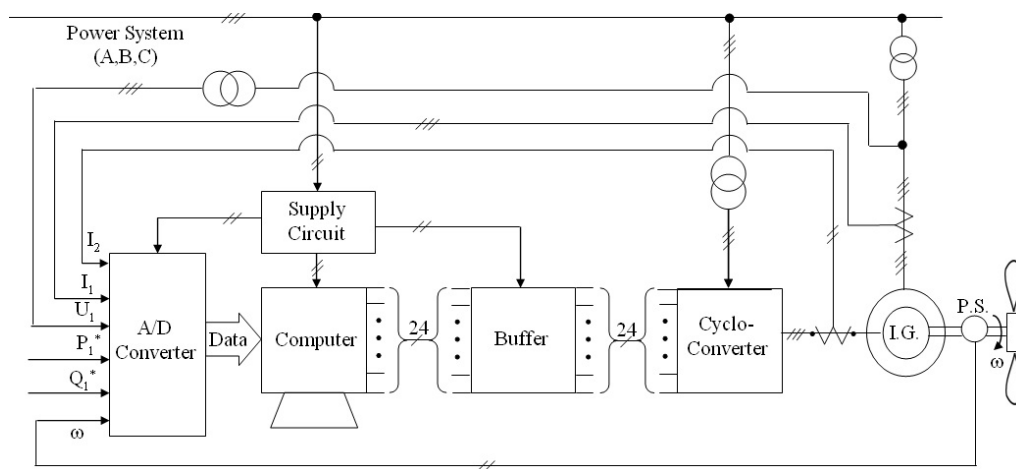 Power System
(A,B,C)
Supply
Circuit
I₂
I₁
U₁
P₁*
Q₁*
ω
A/D
Converter
Data
Computer
24
Buffer
24
Cyclo-
Converter
I.G.
P.S.
ω